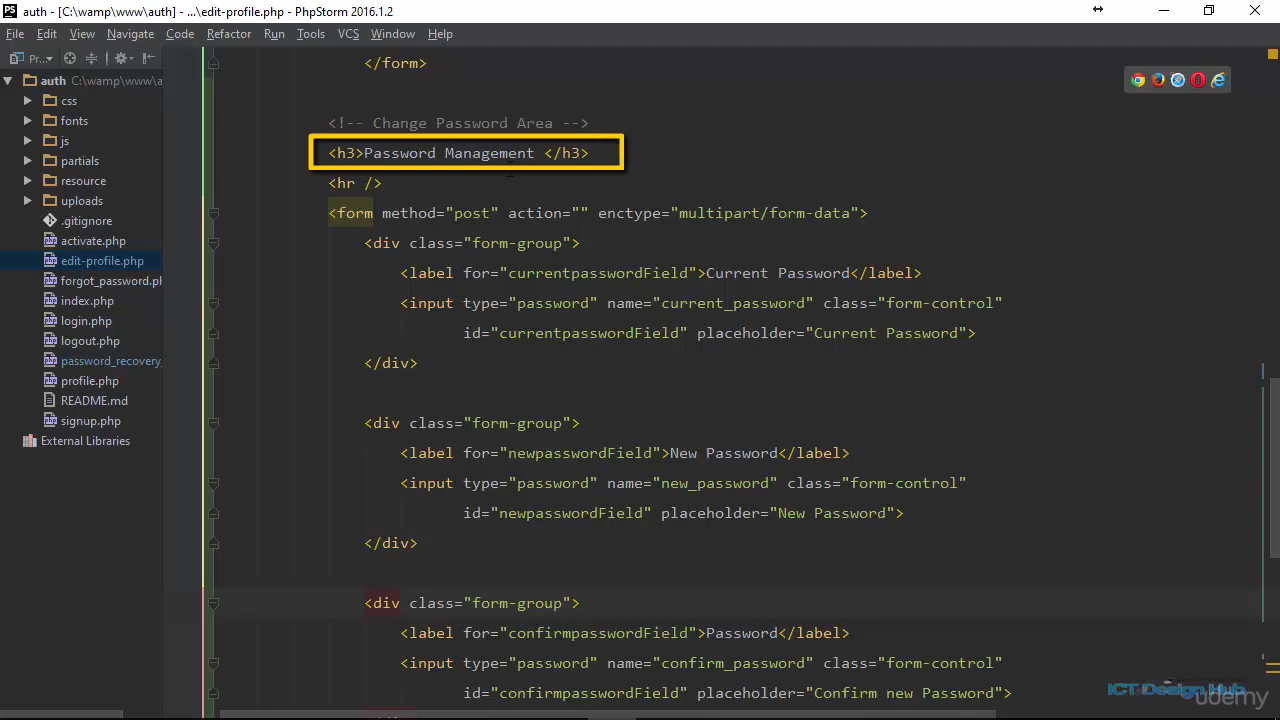 auth - [C:\wamp\www\auth] - ...\edit-profile.php - PhpStorm 2016.1.2
File Edit View Navigate Code Refactor Run Tools VCS Window Help
Pr...
auth C:\wamp\www\a
css
fonts
js
partials
resource
uploads
.gitignore
activate.php
edit-profile.php
forgot_password.ph
index.php
login.php
logout.php
password_recovery_
profile.php
README.md
signup.php
External Libraries
</form>
<!-- Change Password Area -->
<h3>Password Management </h3>
<hr />
<form method="post" action="" enctype="multipart/form-data">
<div class="form-group">
<label for="currentpasswordField">Current Password</label>
<input type="password" name="current_password" class="form-control"
id="currentpasswordField" placeholder="Current Password">
</div>
<div class="form-group">
<label for="newpasswordField">New Password</label>
<input type="password" name="new_password" class="form-control"
id="newpasswordField" placeholder="New Password">
</div>
<div class="form-group">
<label for="confirmpasswordField">Password</label>
<input type="password" name="confirm_password" class="form-control"
id="confirmpasswordField" placeholder="Confirm new Password">
ICT Design Hub
udemy